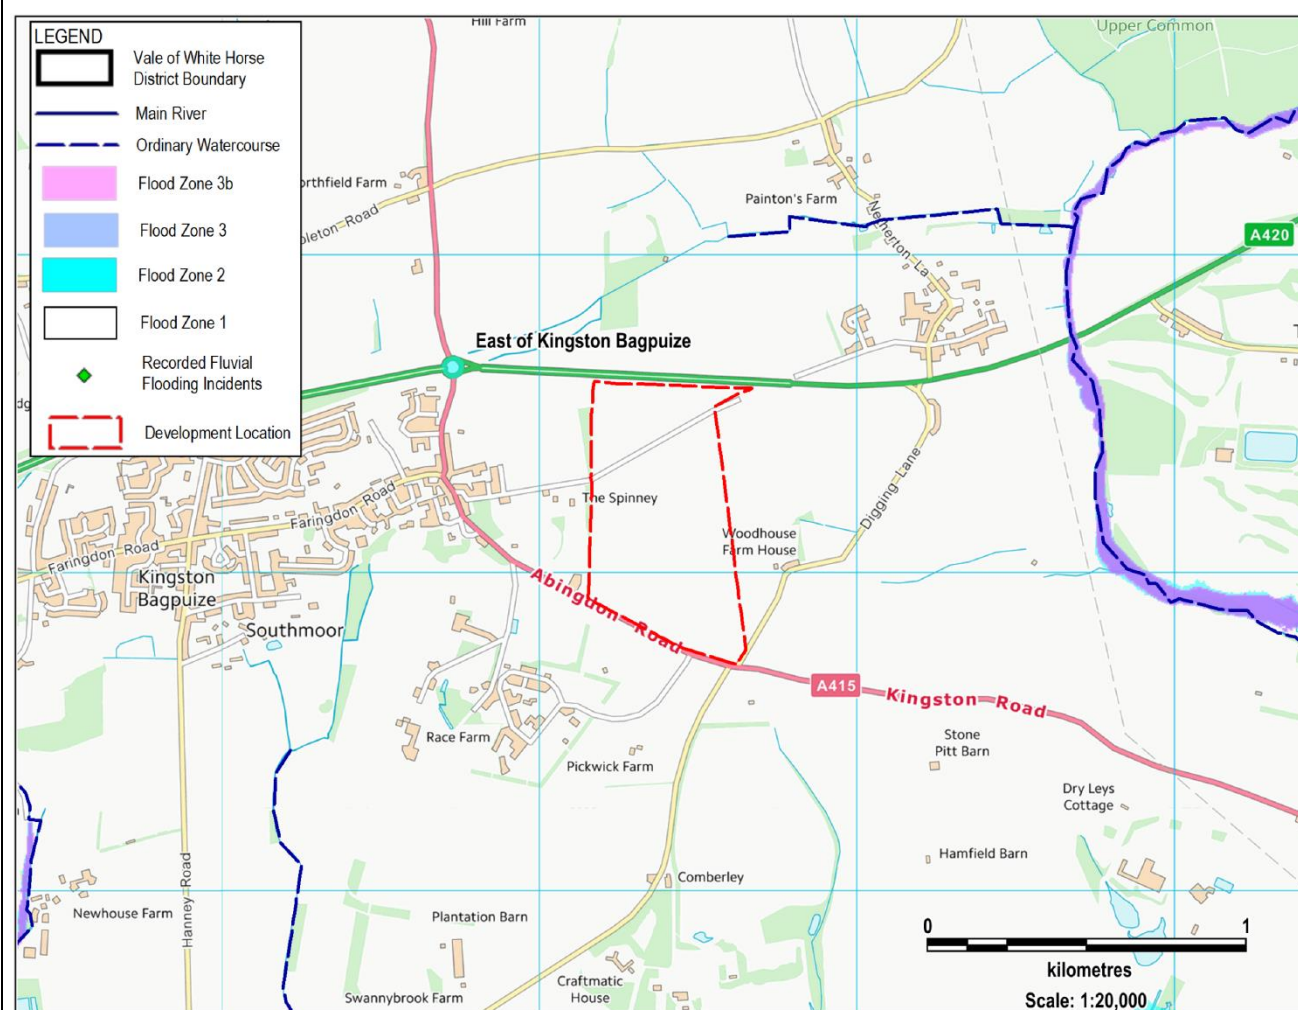 LEGEND
Vale of White Horse
District Boundary
Main River
Ordinary Watercourse
Flood Zone 3b
Flood Zone 3
Flood Zone 2
Flood Zone 1
Recorded Fluvial
Flooding Incidents
Development Location
Hill Farm
Upper Common
orthfield Farm
pleton Road
Painton's Farm
Netherton La
A420
East of Kingston Bagpuize
The Spinney
Faringdon Road
Faringdon Road
Digging Lane
Woodhouse
Farm House
Kingston
Bagpuize
Southmoor
Abingdon Road
A415
Kingston Road
Race Farm
Pickwick Farm
Stone
Pitt Barn
Dry Leys
Cottage
Hamfield Barn
Comberley
Newhouse Farm
Hanney Road
Plantation Barn
Swannybrook Farm
Craftmatic
House
0 1
kilometres
Scale: 1:20,000